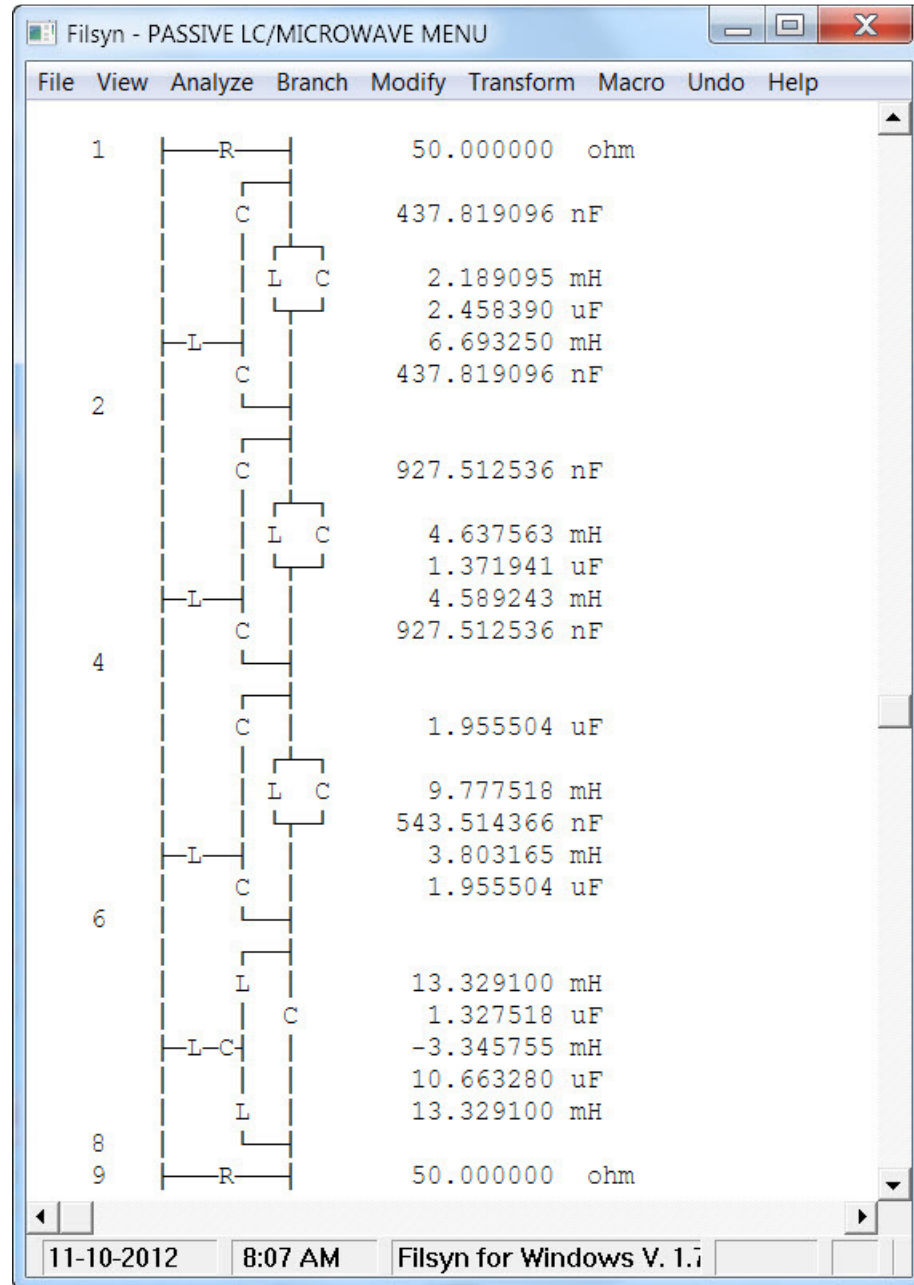 Filsyn - PASSIVE LC/MICROWAVE MENU
File View Analyze Branch Modify Transform Macro Undo Help
1 R 50.000000 ohm
C 437.819096 nF
L C 2.189095 mH
2.458390 uF
L 6.693250 mH
C 437.819096 nF
2
C 927.512536 nF
L C 4.637563 mH
1.371941 uF
L 4.589243 mH
C 927.512536 nF
4
C 1.955504 uF
L C 9.777518 mH
543.514366 nF
L 3.803165 mH
C 1.955504 uF
6
L 13.329100 mH
C 1.327518 uF
L C -3.345755 mH
10.663280 uF
L 13.329100 mH
8
9 R 50.000000 ohm
11-10-2012 8:07 AM Filsyn for Windows V. 1.7